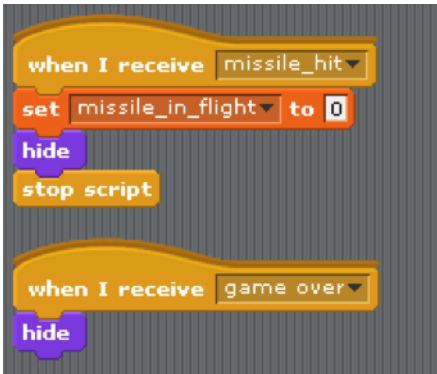 when I receive missile_hit
set missile_in_flight to 0
hide
stop script
when I receive game over
hide